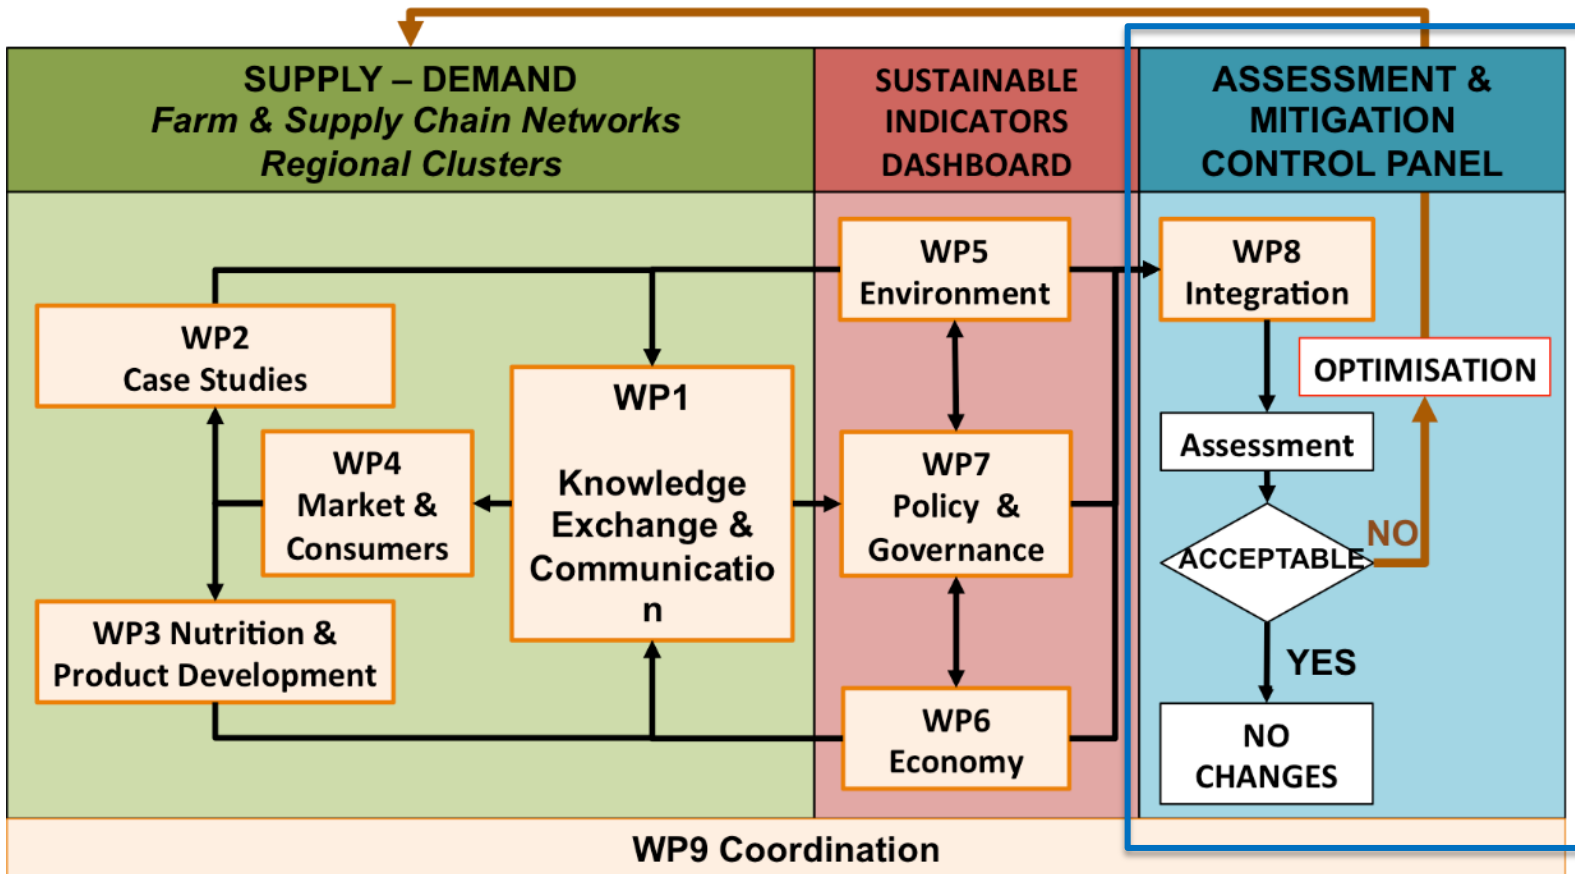 SUPPLY – DEMAND
Farm & Supply Chain Networks
Regional Clusters
SUSTAINABLE
INDICATORS
DASHBOARD
ASSESSMENT &
MITIGATION
CONTROL PANEL
WP2
Case Studies
WP4
Market &
Consumers
WP3 Nutrition &
Product Development
WP1
Knowledge
Exchange &
Communicatio
n
WP5
Environment
WP7
Policy &
Governance
WP6
Economy
WP8
Integration
OPTIMISATION
Assessment
ACCEPTABLE
NO
YES
NO
CHANGES
WP9 Coordination